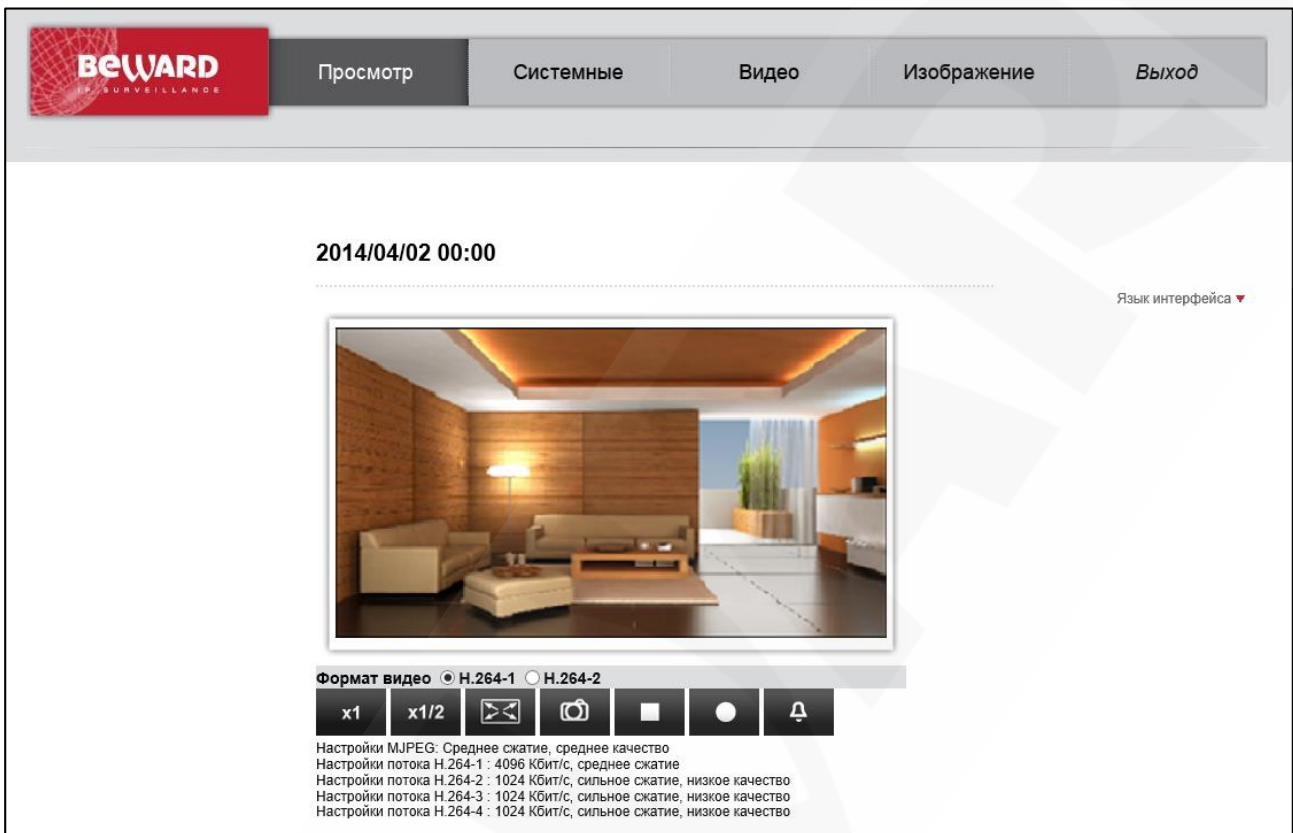 BEWARD
IP SURVEILLANCE
Просмотр Системные Видео Изображение Выход
2014/04/02 00:00
Язык интерфейса
Формат видео H.264-1 H.264-2
x1 x1/2
Настройки MJPEG: Среднее сжатие, среднее качество
Настройки потока H.264-1 : 4096 Кбит/с, среднее сжатие
Настройки потока H.264-2 : 1024 Кбит/с, сильное сжатие, низкое качество
Настройки потока H.264-3 : 1024 Кбит/с, сильное сжатие, низкое качество
Настройки потока H.264-4 : 1024 Кбит/с, сильное сжатие, низкое качество